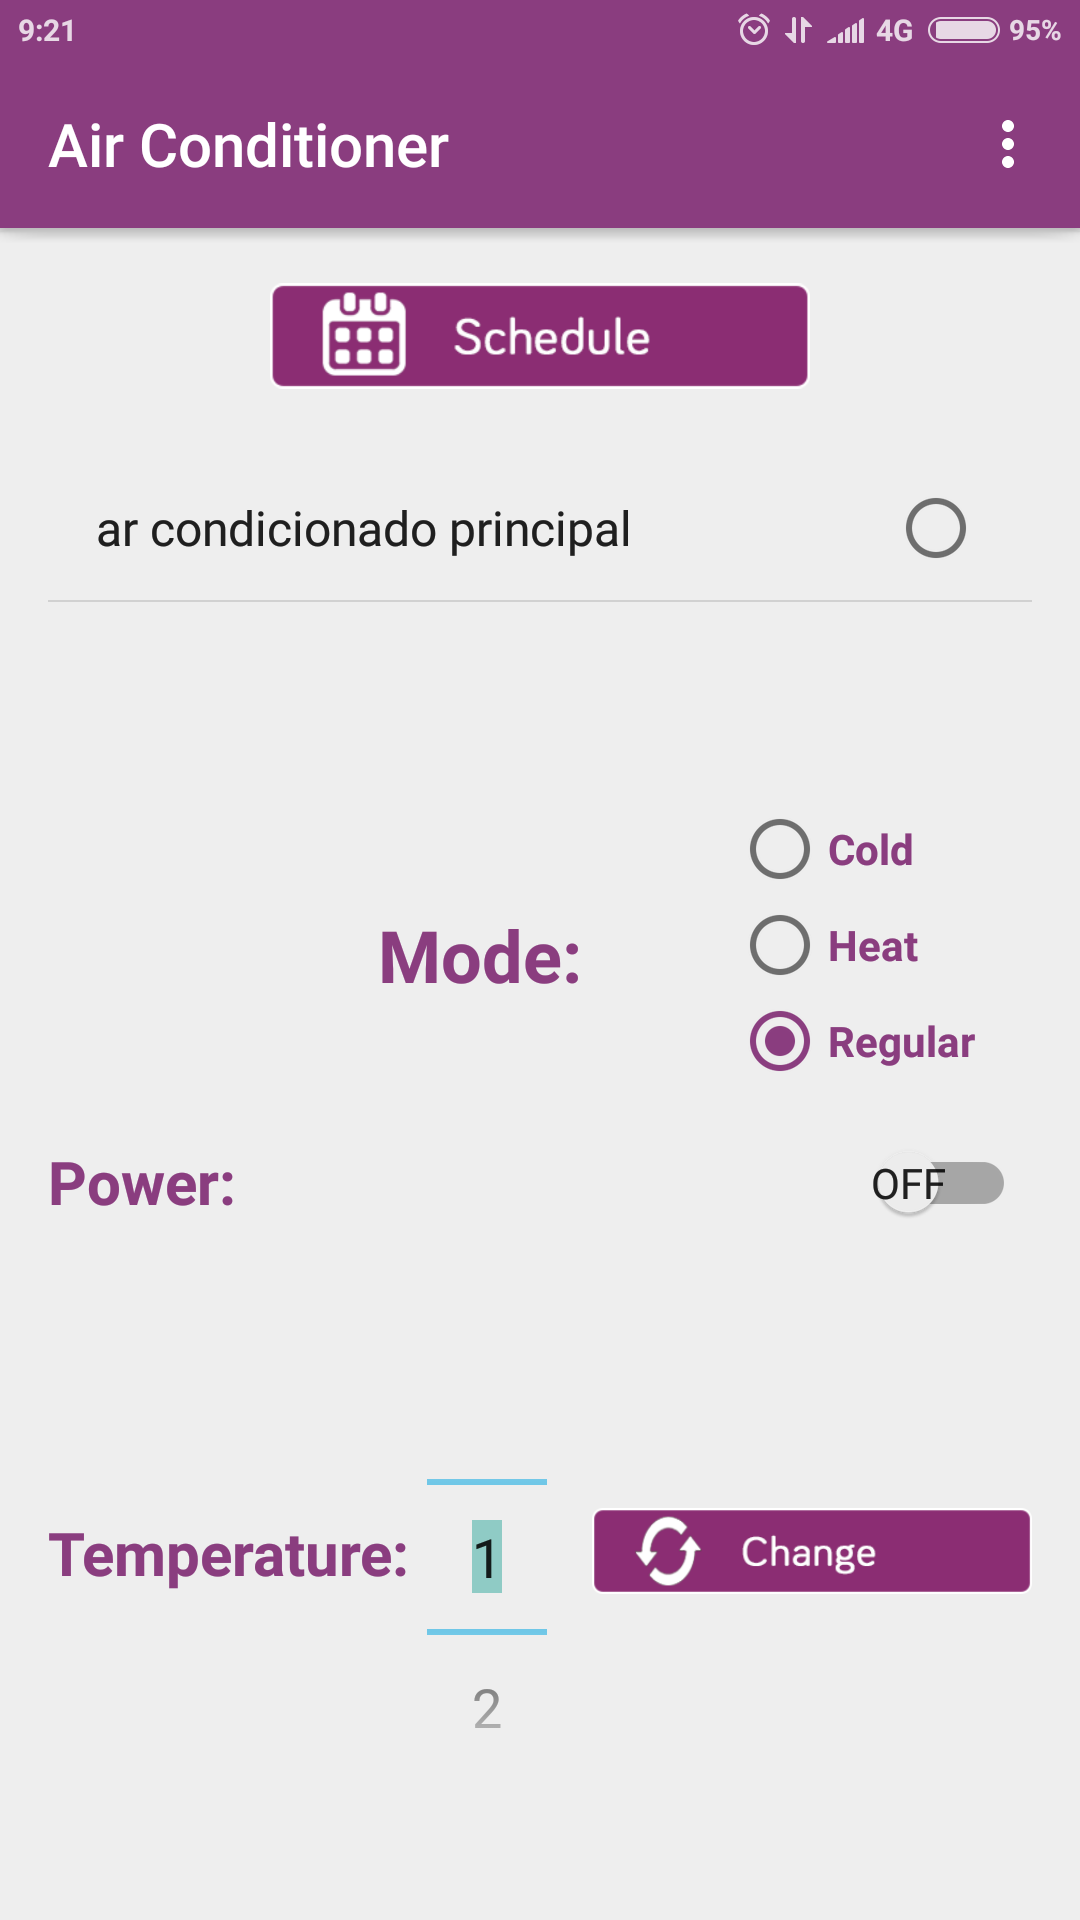 9:21 4G 95%
Air Conditioner
Schedule
ar condicionado principal
Cold
Mode:
Heat
Regular
Power:
OFF
Temperature:
1
Change
2